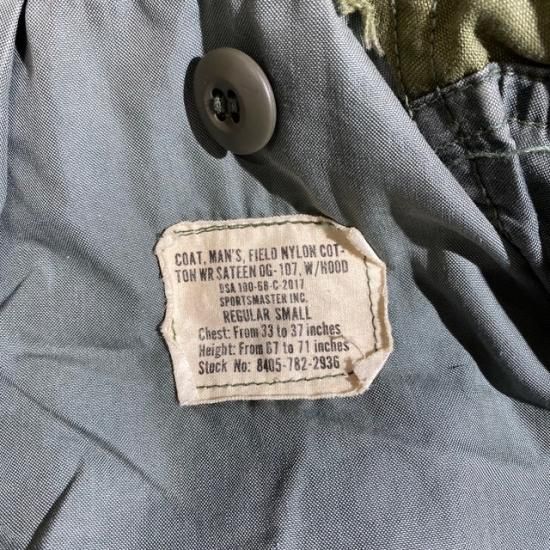 COAT, MAN'S, FIELD NYLON COT-
TON WR SATEEN OG-107, W/HOOD
DSA 100-68-C-2017
SPORTSMASTER INC.
REGULAR SMALL
Chest: From 33 to 37 inches
Height: From 67 to 71 inches
Stock No: 8405-782-2936